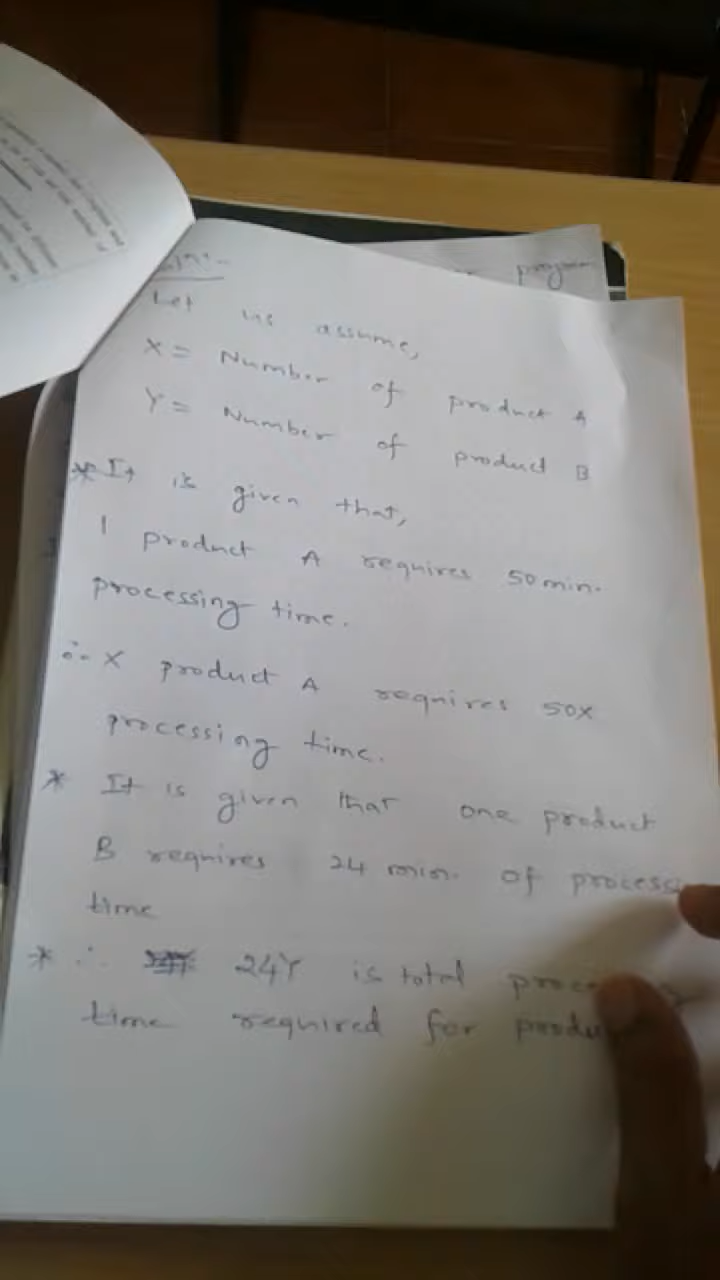 program
Let us assume,
X = Number of product A
Y = Number of product B
* It is given that,
1 product A requires 50 min.
processing time.
∴ X product A requires 50X
processing time.
* It is given that one product
B requires 24 min. of
time
* ∴ 24Y is total
time required for